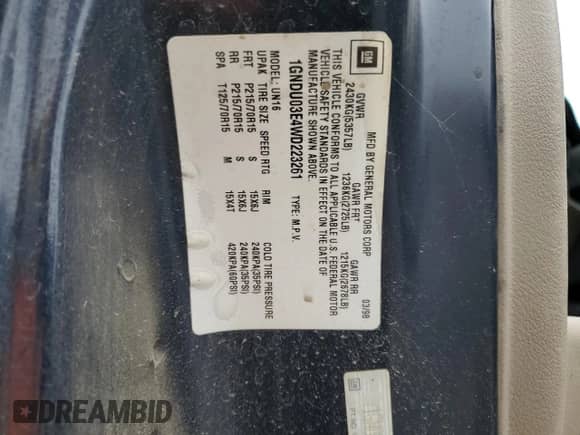 GM
MFD BY GENERAL MOTORS CORP 03/98
GVWR GAWR FRT GAWR RR
2430KG(5357LB) 1236KG(2725LB) 1215KG(2678LB)
THIS VEHICLE CONFORMS TO ALL APPLICABLE U.S. FEDERAL MOTOR
VEHICLE SAFETY STANDARDS IN EFFECT ON THE DATE OF
MANUFACTURE SHOWN ABOVE.
1GNDU03E4WD223261 TYPE: M.P.V.
MODEL: UN16
UPAK TIRE SIZE SPEED RTG RIM COLD TIRE PRESSURE
FRT P215/70R15 S 15X6J 240KPA(35PSI)
RR P215/70R15 S 15X6J 240KPA(35PSI)
SPA T125/70R15 M 15X4T 420KPA(60PSI)
GM
DREAMBID